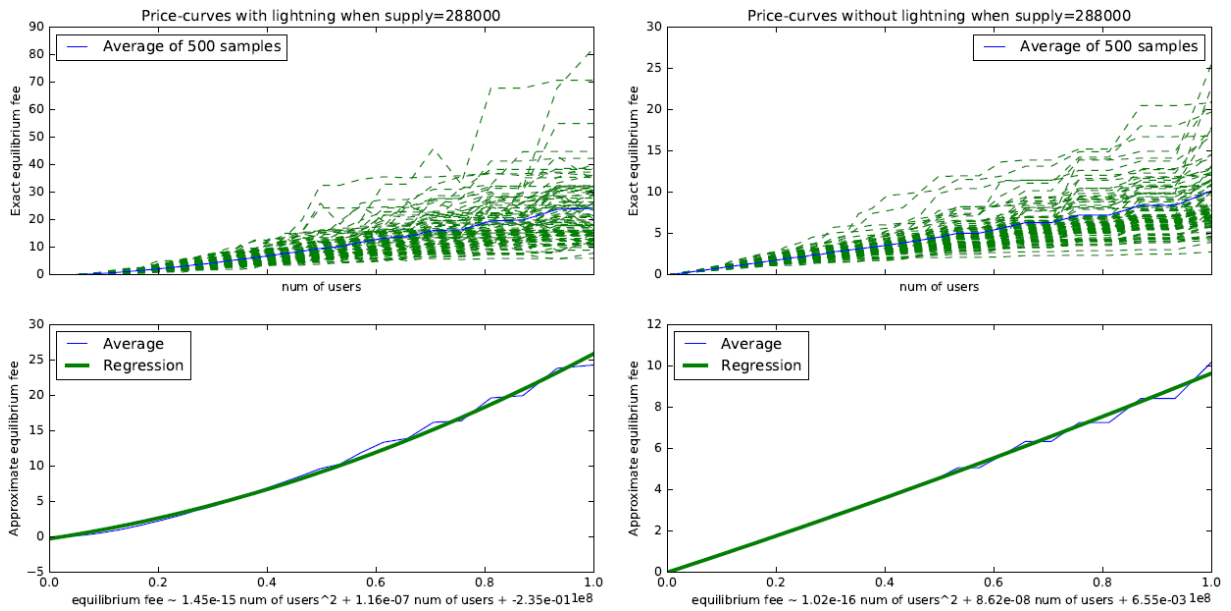 Price-curves with lightning when supply=288000
90
80
70
60
50
40
30
20
10
0
Exact equilibrium fee
Average of 500 samples
num of users
Price-curves without lightning when supply=288000
30
25
20
15
10
5
0
Exact equilibrium fee
Average of 500 samples
num of users
30
25
20
15
10
5
0
−5
Approximate equilibrium fee
Average
Regression
0.0 0.2 0.4 0.6 0.8 1.0
equilibrium fee ~ 1.45e-15 num of users^2 + 1.16e-07 num of users + -2.35e-01
1e8
12
10
8
6
4
2
0
Approximate equilibrium fee
Average
Regression
0.0 0.2 0.4 0.6 0.8 1.0
equilibrium fee ~ 1.02e-16 num of users^2 + 8.62e-08 num of users + 6.55e-03
1e8